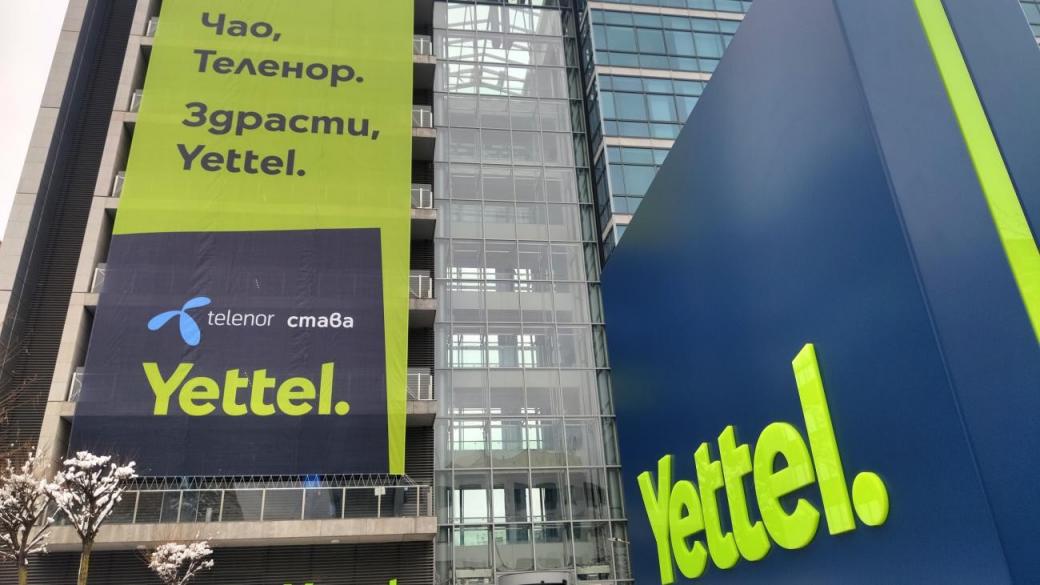 Чао,
Теленор.
Здрасти,
Yettel.
telenor става
Yettel.
Yettel.